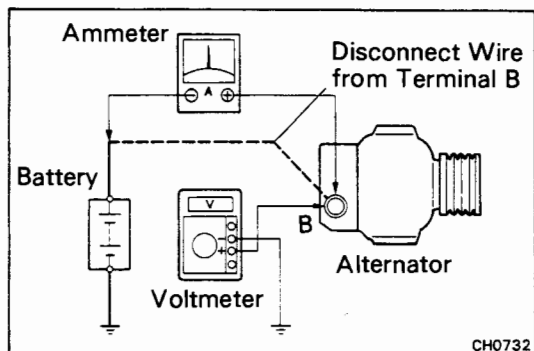 Ammeter
Disconnect Wire
from Terminal B
A
Battery
V
B
Voltmeter
Alternator
CH0732